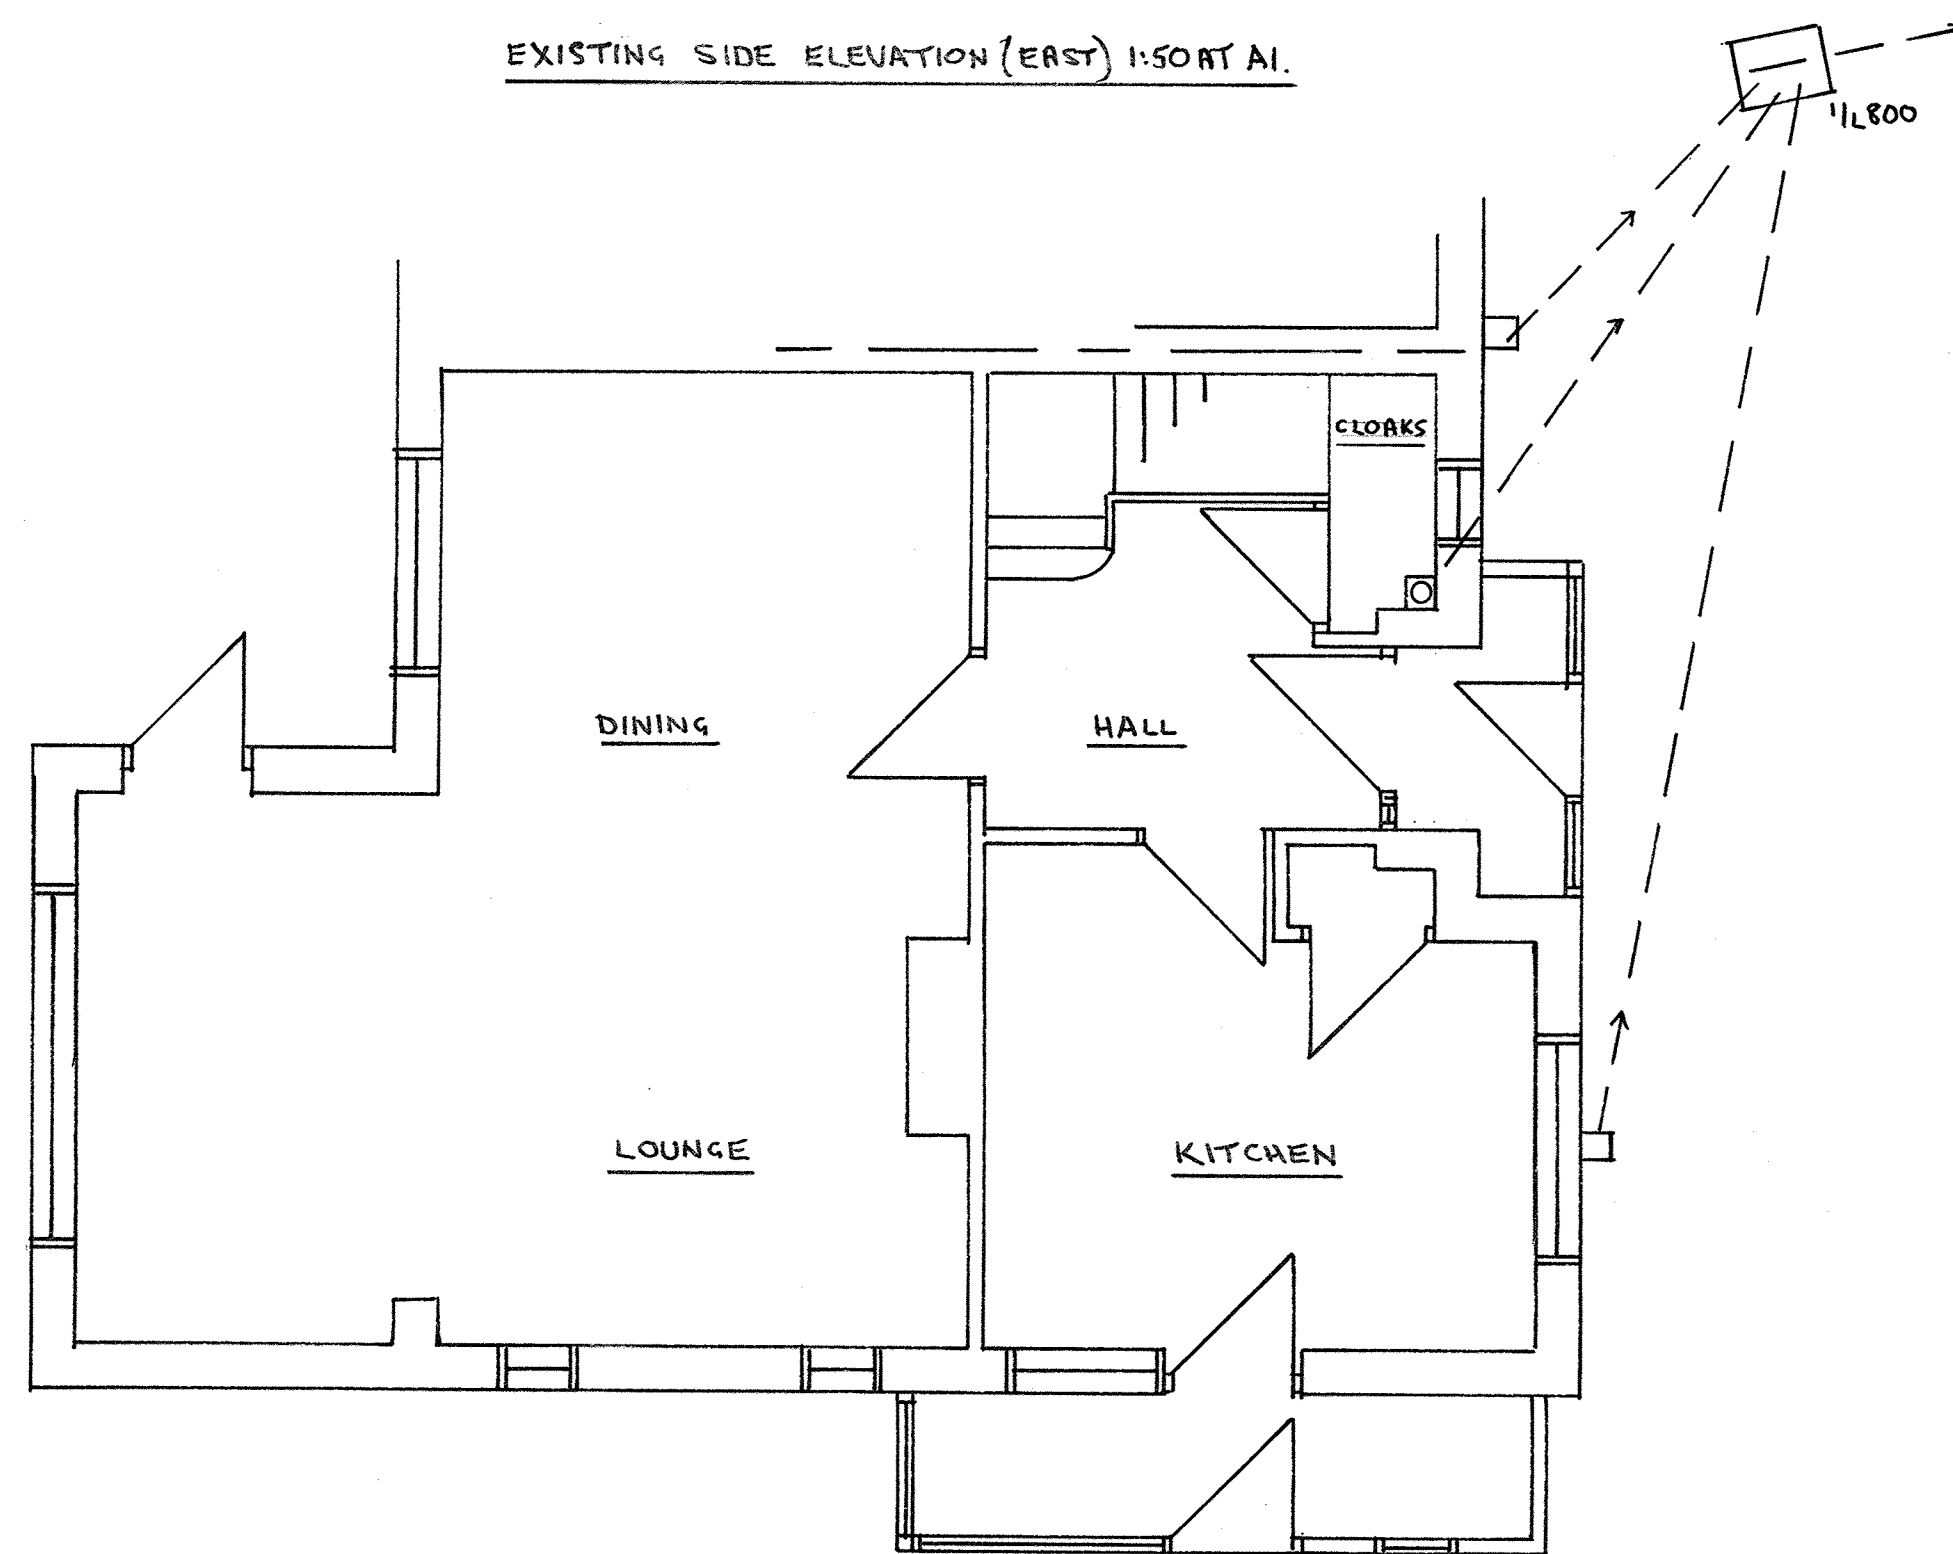 EXISTING SIDE ELEVATION (EAST) 1:50 AT A1.
1/L800
CLOAKS
DINING
HALL
LOUNGE
KITCHEN